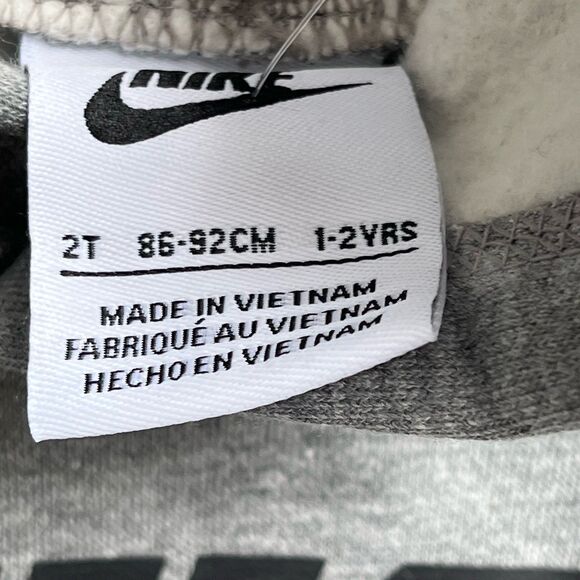 NIKE
2T 86-92CM 1-2YRS
MADE IN VIETNAM
FABRIQUÉ AU VIETNAM
HECHO EN VIETNAM